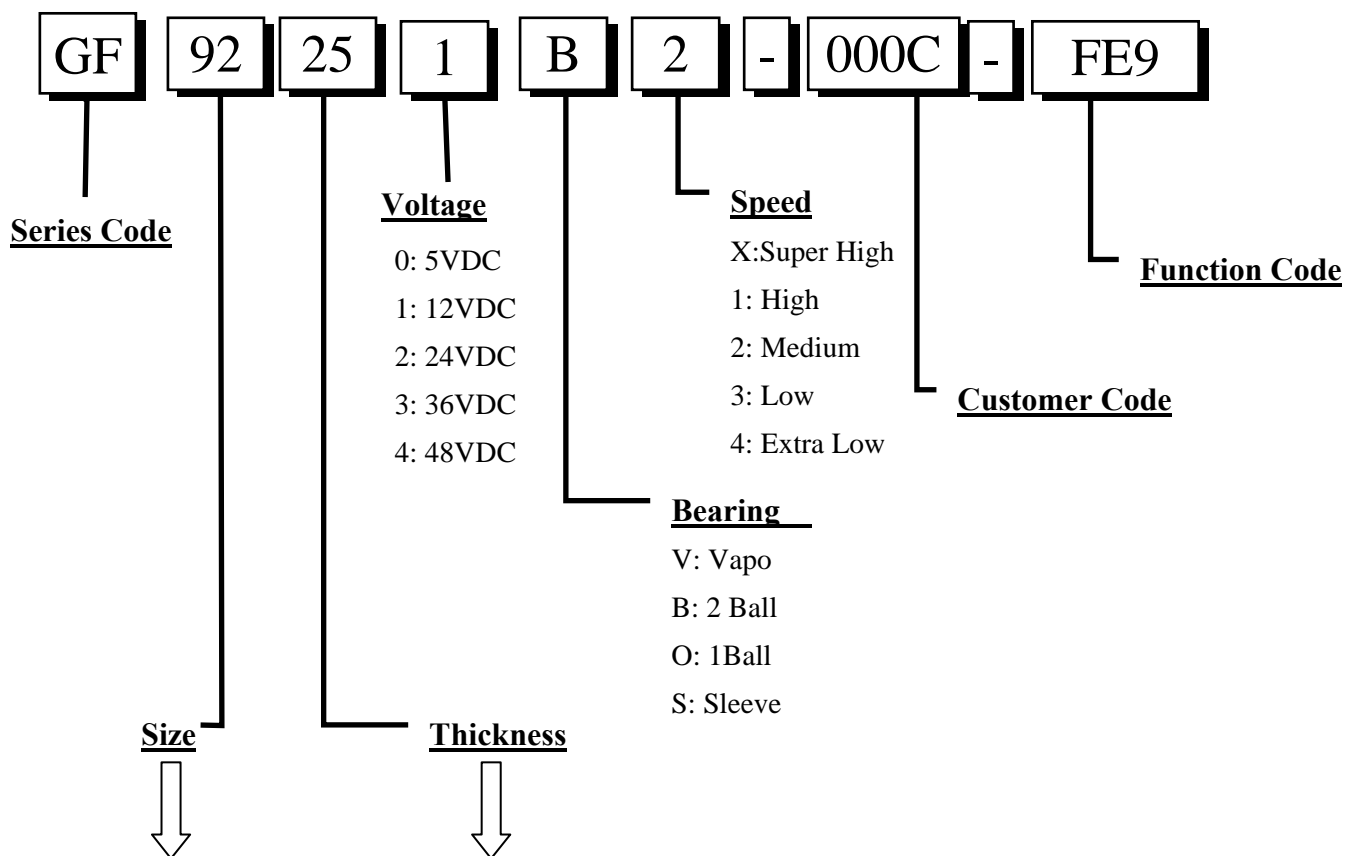 GF 92 25 1 B 2 - 000C - FE9
Series Code
Voltage
0: 5VDC
1: 12VDC
2: 24VDC
3: 36VDC
4: 48VDC
Speed
X:Super High
1: High
2: Medium
3: Low
4: Extra Low
Function Code
Customer Code
Bearing
V: Vapo
B: 2 Ball
O: 1Ball
S: Sleeve
Size
Thickness